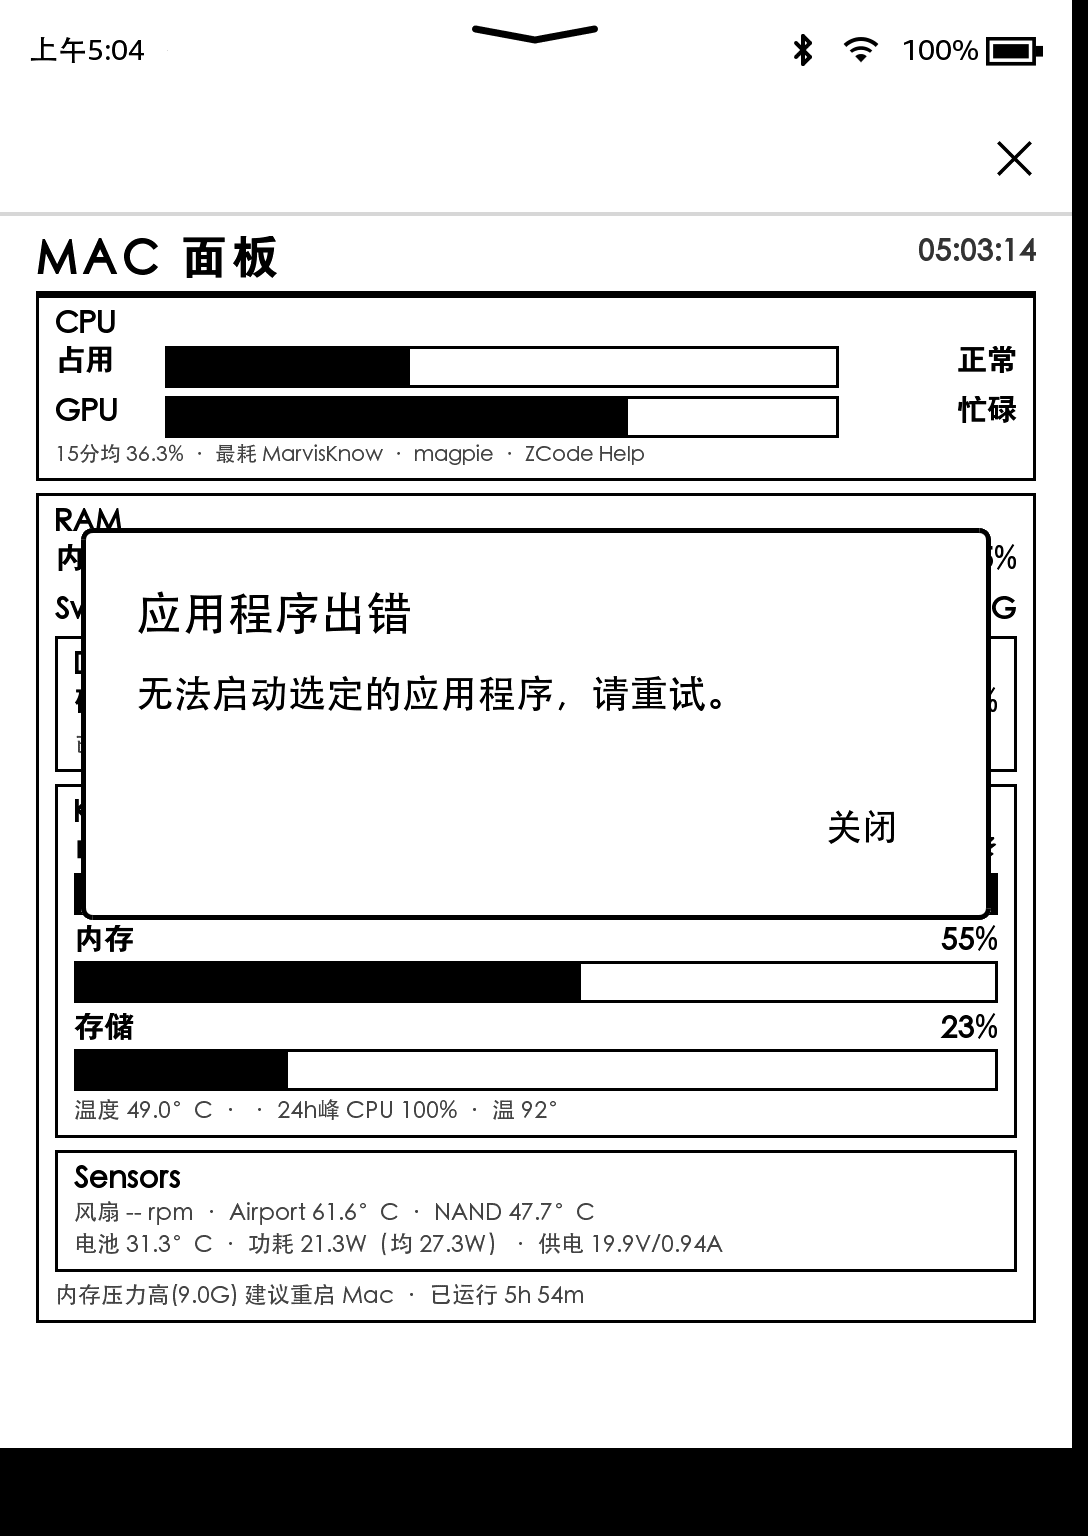 上午5:04
100%
MAC 面板
05:03:14
CPU
占用
正常
GPU
忙碌
15分均 36.3% · 最耗 MarvisKnow · magpie · ZCode Help
RAM
内
%
Sw
G
应用程序出错
无法启动选定的应用程序，请重试。
关闭
内存
55%
存储
23%
温度 49.0° C · · 24h峰 CPU 100% · 温 92°
Sensors
风扇 -- rpm · Airport 61.6° C · NAND 47.7° C
电池 31.3° C · 功耗 21.3W（均 27.3W） · 供电 19.9V/0.94A
内存压力高(9.0G) 建议重启 Mac · 已运行 5h 54m